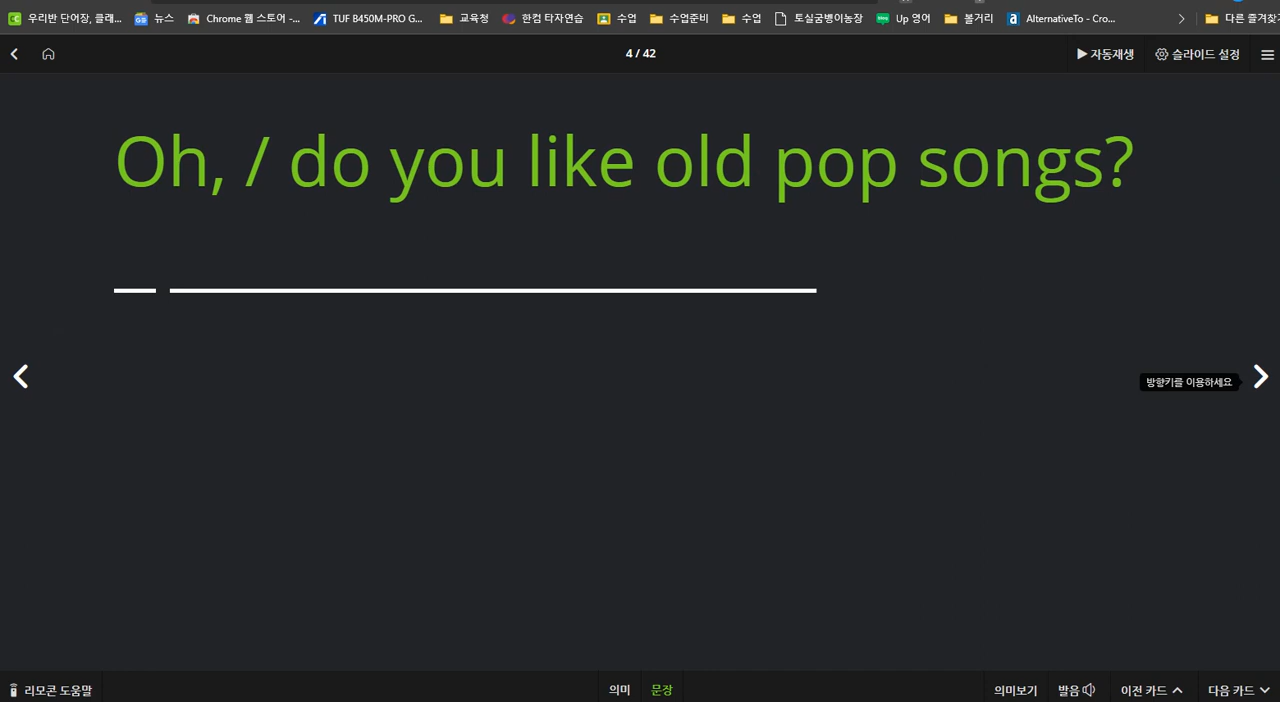 우리반 단어장, 클래... 뉴스 Chrome 웹 스토어 -... TUF B450M-PRO G... 교육청 한컴 타자연습 수업 수업준비 수업 토실굼벵이농장 Up 영어 볼거리 AlternativeTo - Cro... 다른 즐겨찾기
4 / 42 자동재생 슬라이드 설정
Oh, / do you like old pop songs?
방향키를 이용하세요
리모콘 도움말 의미 문장 의미보기 발음 이전 카드 다음 카드